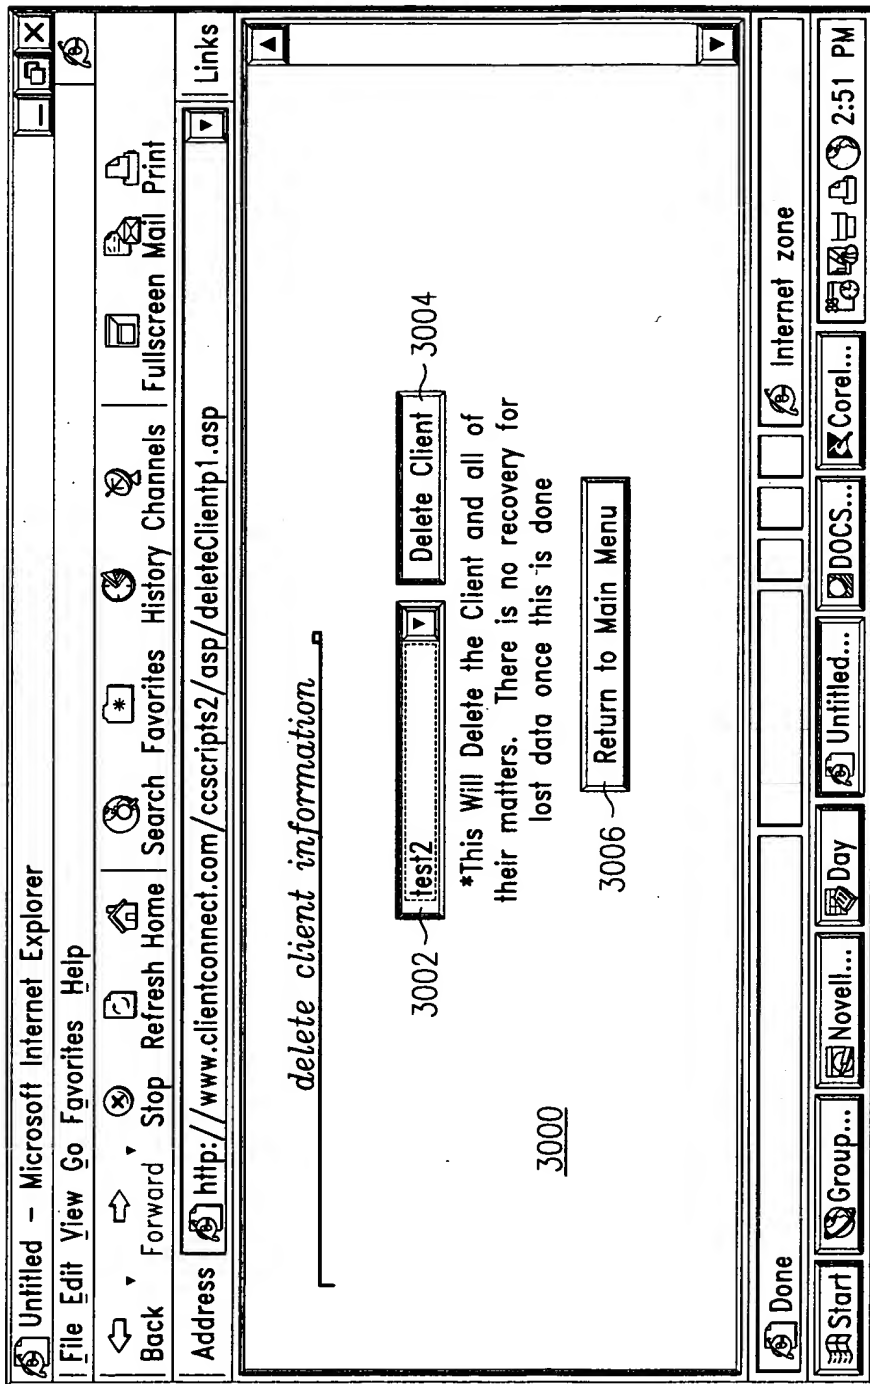 Untitled – Microsoft Internet Explorer
File Edit View Go Favorites Help
Back Forward Stop Refresh Home Search Favorites History Channels Fullscreen Mail Print
Address http://www.clientconnect.com/ccscripts2/asp/deleteClientp1.asp Links
delete client information
3002 test2 Delete Client 3004
*This Will Delete the Client and all of
their matters. There is no recovery for
lost data once this is done
3006 Return to Main Menu
3000
Done Internet zone
Start Group... Novell... Day Untitled... DOCS... Corel... 2:51 PM